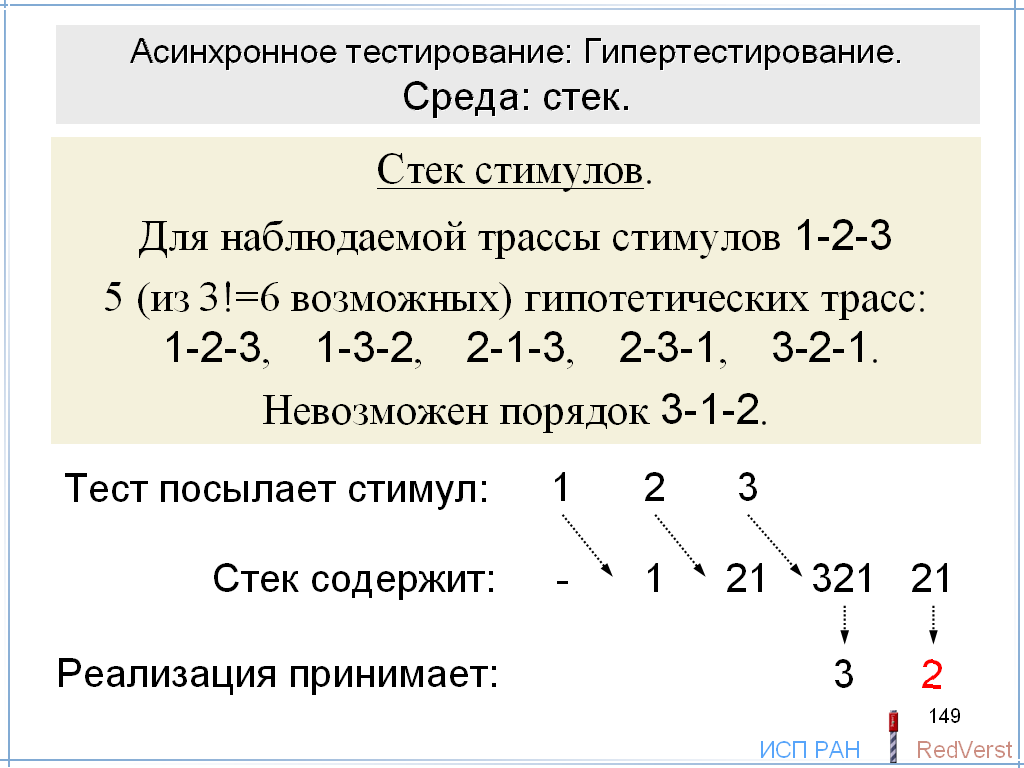 Асинхронное тестирование: Гипертестирование.
Среда: стек.
Стек стимулов.
Для наблюдаемой трассы стимулов 1-2-3
5 (из 3!=6 возможных) гипотетических трасс:
1-2-3, 1-3-2, 2-1-3, 2-3-1, 3-2-1.
Невозможен порядок 3-1-2.
Тест посылает стимул: 1 2 3
Стек содержит: - 1 21 321 21
Реализация принимает: 3 2
149
ИСП РАН RedVerst